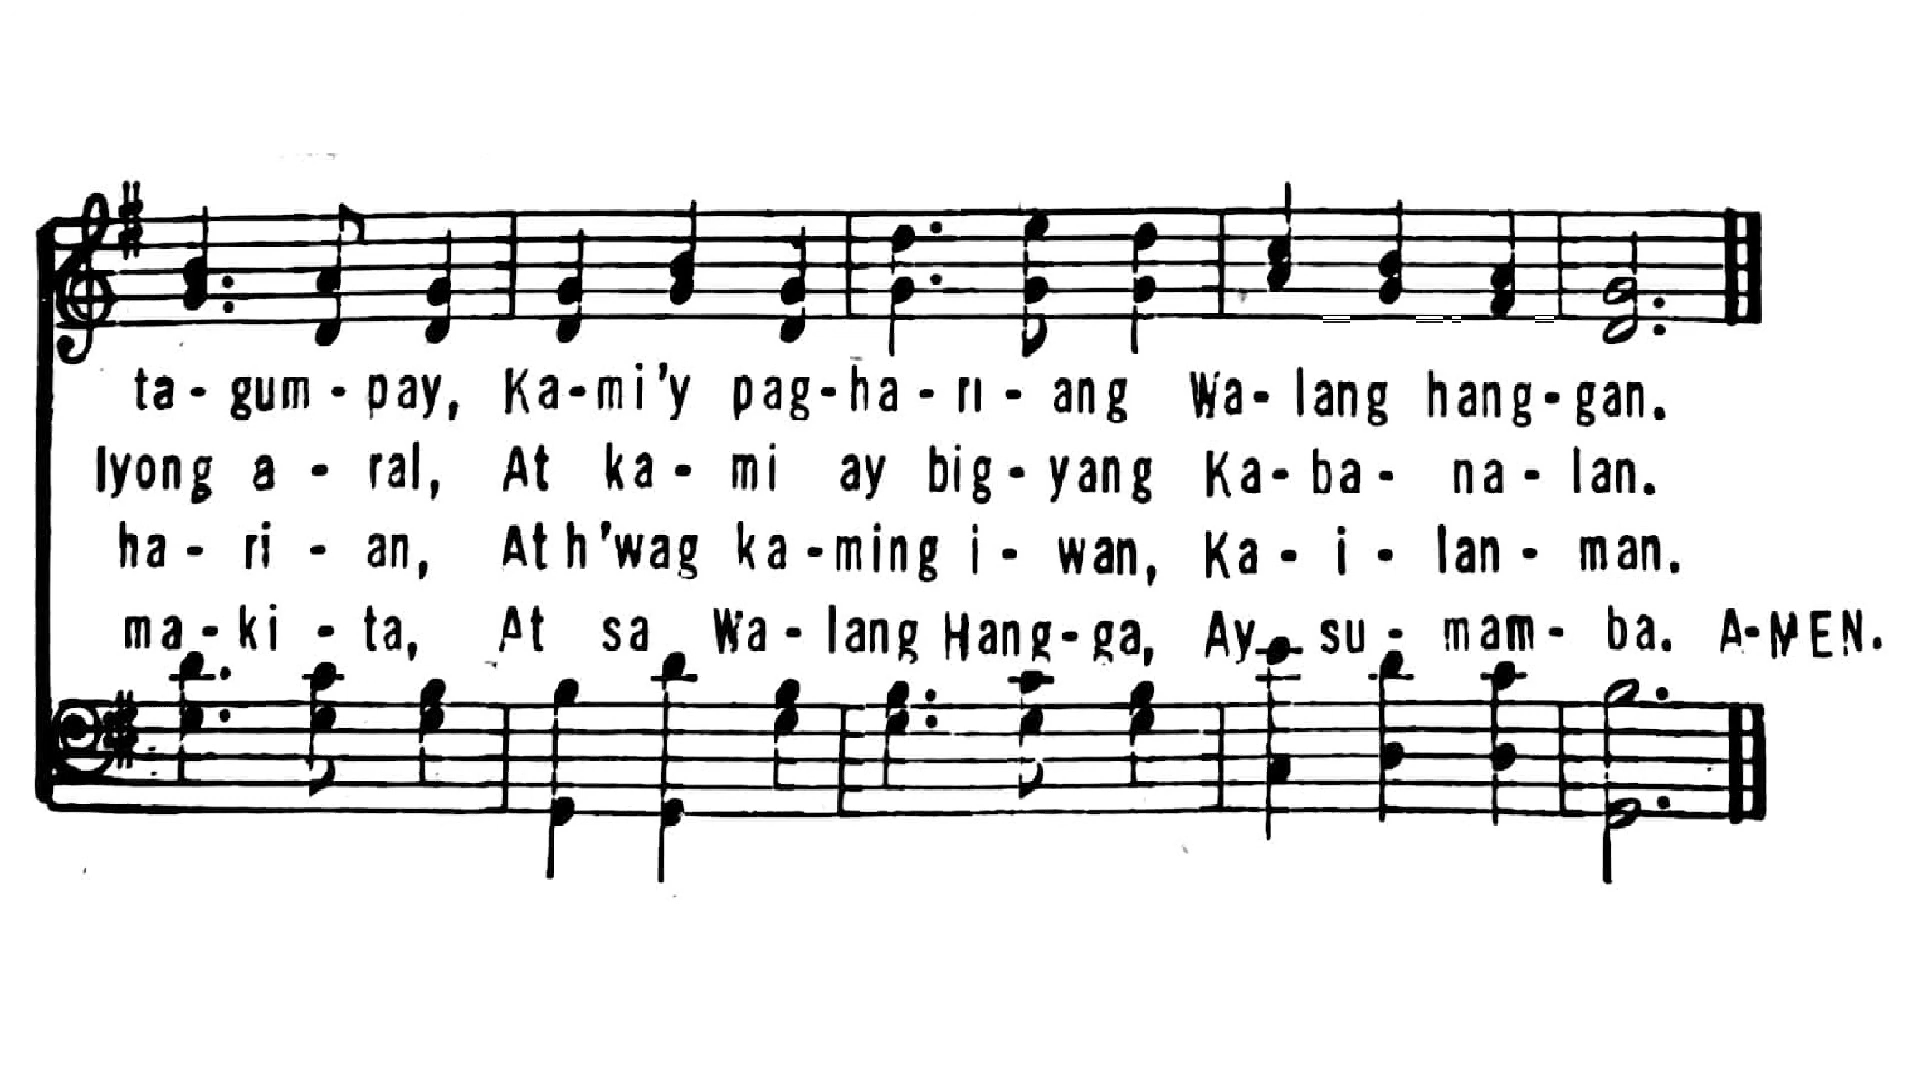 ta - gum - pay, Ka-mi'y pag-ha - ri - ang Wa- lang hang-gan.
Iyong a - ral, At ka - mi ay big-yang Ka-ba- na-lan.
ha - ri - an, At h'wag ka-ming i - wan, Ka - i - lan - man.
ma-ki - ta, At sa Wa-lang Hang-ga, Ay su - mam- ba. A-MEN.